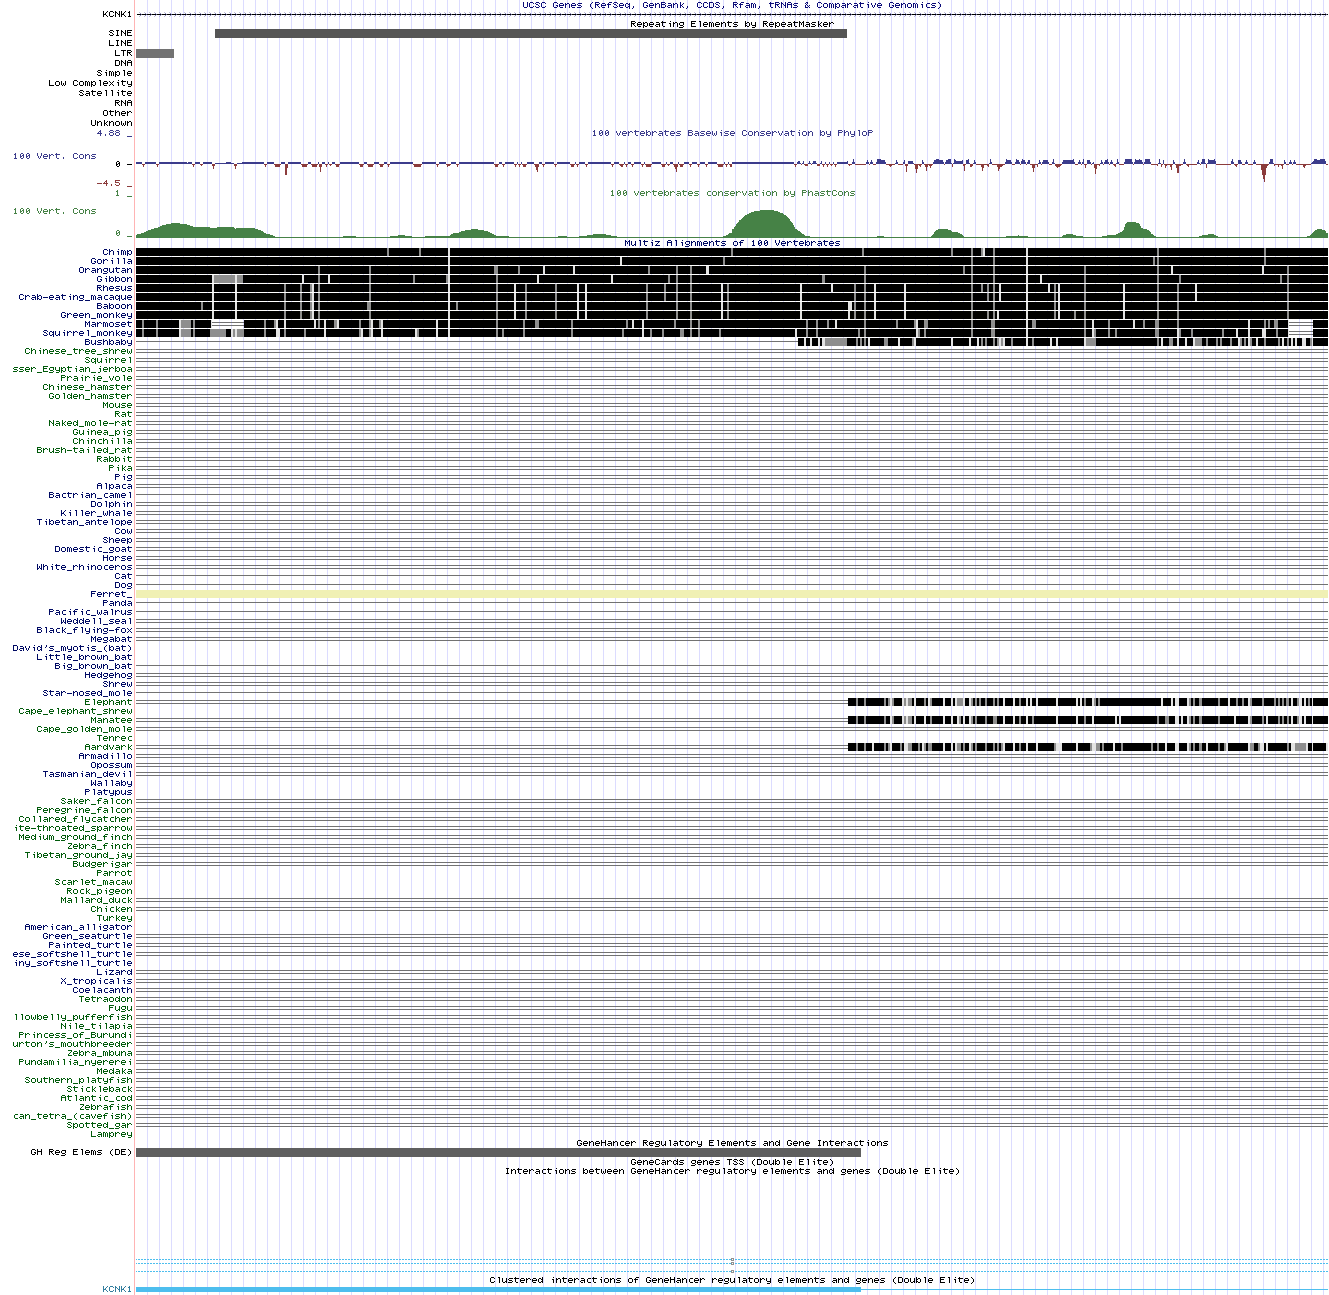 UCSC Genes (RefSeq, GenBank, CCDS, Rfam, tRNAs & Comparative Genomics)
KCNK1
Repeating Elements by RepeatMasker
SINE
LINE
LTR
DNA
Simple
Low Complexity
Satellite
RNA
Other
Unknown
4.88 _
100 vertebrates Basewise Conservation by PhyloP
100 Vert. Cons
0 _
-4.5 _
1 _
100 vertebrates conservation by PhastCons
100 Vert. Cons
0 _
Multiz Alignments of 100 Vertebrates
Chimp
Gorilla
Orangutan
Gibbon
Rhesus
Crab-eating_macaque
Baboon
Green_monkey
Marmoset
Squirrel_monkey
Bushbaby
Chinese_tree_shrew
Squirrel
sser_Egyptian_jerboa
Prairie_vole
Chinese_hamster
Golden_hamster
Mouse
Rat
Naked_mole-rat
Guinea_pig
Chinchilla
Brush-tailed_rat
Rabbit
Pika
Pig
Alpaca
Bactrian_camel
Dolphin
Killer_whale
Tibetan_antelope
Cow
Sheep
Domestic_goat
Horse
White_rhinoceros
Cat
Dog
Ferret_
Panda
Pacific_walrus
Weddell_seal
Black_flying-fox
Megabat
David's_myotis_(bat)
Little_brown_bat
Big_brown_bat
Hedgehog
Shrew
Star-nosed_mole
Elephant
Cape_elephant_shrew
Manatee
Cape_golden_mole
Tenrec
Aardvark
Armadillo
Opossum
Tasmanian_devil
Wallaby
Platypus
Saker_falcon
Peregrine_falcon
Collared_flycatcher
ite-throated_sparrow
Medium_ground_finch
Zebra_finch
Tibetan_ground_jay
Budgerigar
Parrot
Scarlet_macaw
Rock_pigeon
Mallard_duck
Chicken
Turkey
American_alligator
Green_seaturtle
Painted_turtle
ese_softshell_turtle
iny_softshell_turtle
Lizard
X_tropicalis
Coelacanth
Tetraodon
Fugu
llowbelly_pufferfish
Nile_tilapia
Princess_of_Burundi
urton's_mouthbreeder
Zebra_mbuna
Pundamilia_nyererei
Medaka
Southern_platyfish
Stickleback
Atlantic_cod
Zebrafish
can_tetra_(cavefish)
Spotted_gar
Lamprey
GeneHancer Regulatory Elements and Gene Interactions
GH Reg Elems (DE)
GeneCards genes TSS (Double Elite)
Interactions between GeneHancer regulatory elements and genes (Double Elite)
Clustered interactions of GeneHancer regulatory elements and genes (Double Elite)
KCNK1